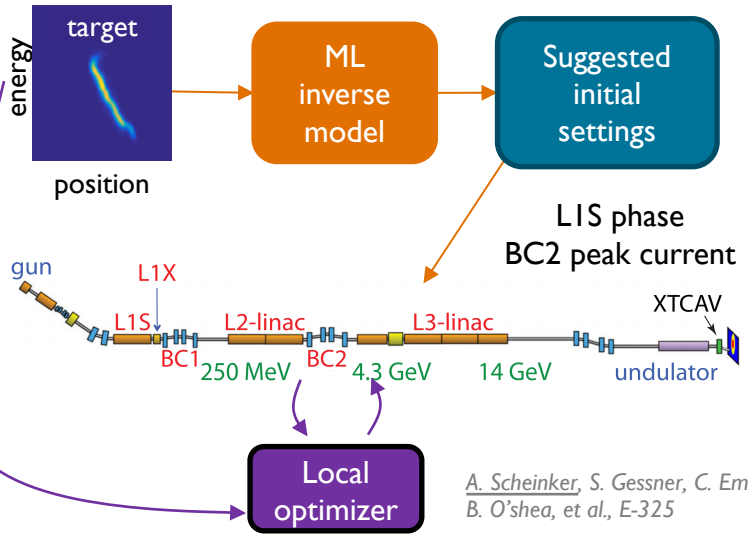 target
energy
position
ML
inverse
model
Suggested
initial
settings
L1S phase
BC2 peak current
gun
L1X
L1S
BC1
L2-linac
BC2
L3-linac
XTCAV
250 MeV
4.3 GeV
14 GeV
undulator
Local
optimizer
A. Scheinker, S. Gessner, C. Em
B. O'shea, et al., E-325